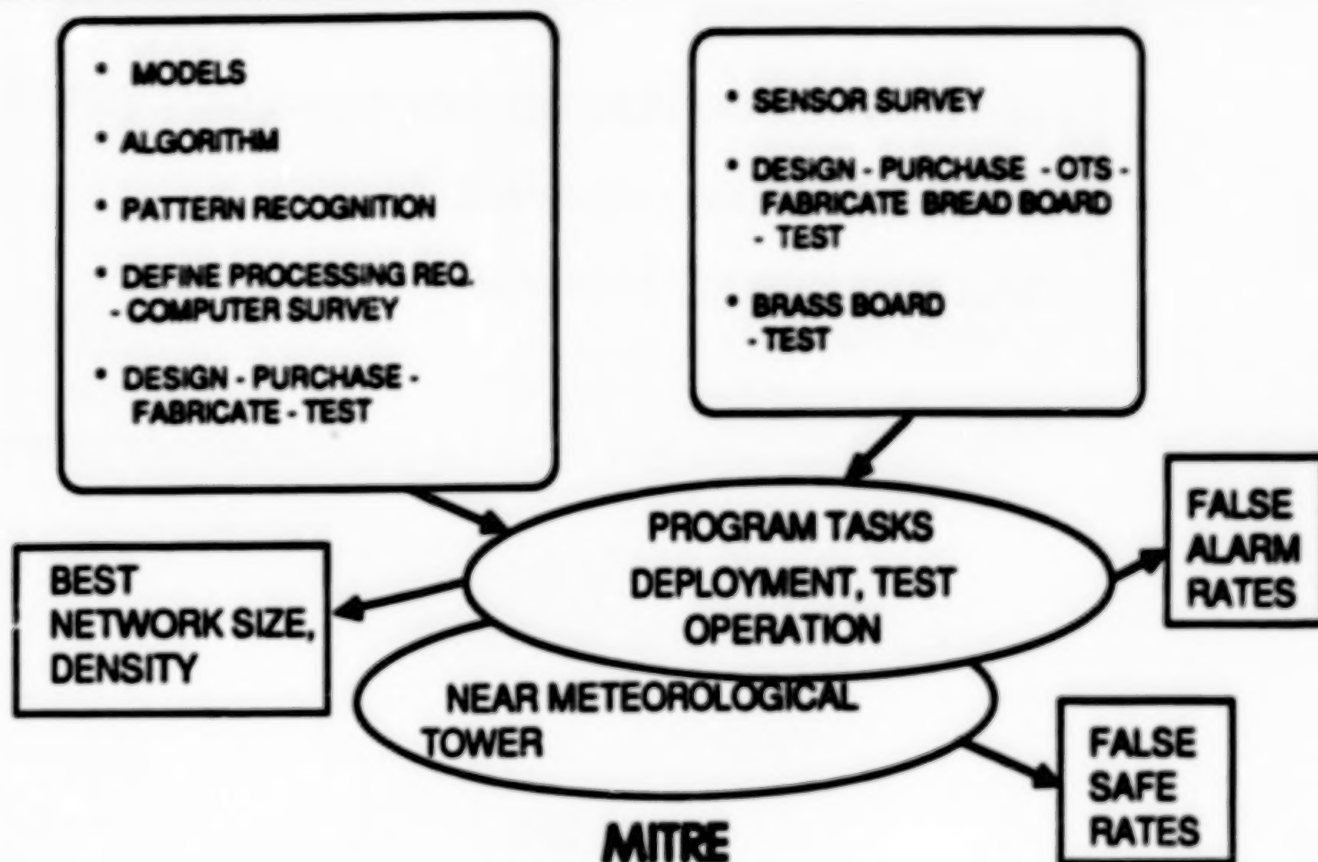 • MODELS
• ALGORITHM
• PATTERN RECOGNITION
• DEFINE PROCESSING REQ.
- COMPUTER SURVEY
• DESIGN - PURCHASE -
FABRICATE - TEST
• SENSOR SURVEY
• DESIGN - PURCHASE - OTS -
FABRICATE BREAD BOARD
- TEST
• BRASS BOARD
- TEST
PROGRAM TASKS
DEPLOYMENT, TEST
OPERATION
FALSE
ALARM
RATES
BEST
NETWORK SIZE,
DENSITY
NEAR METEOROLOGICAL
TOWER
FALSE
SAFE
RATES
MITRE